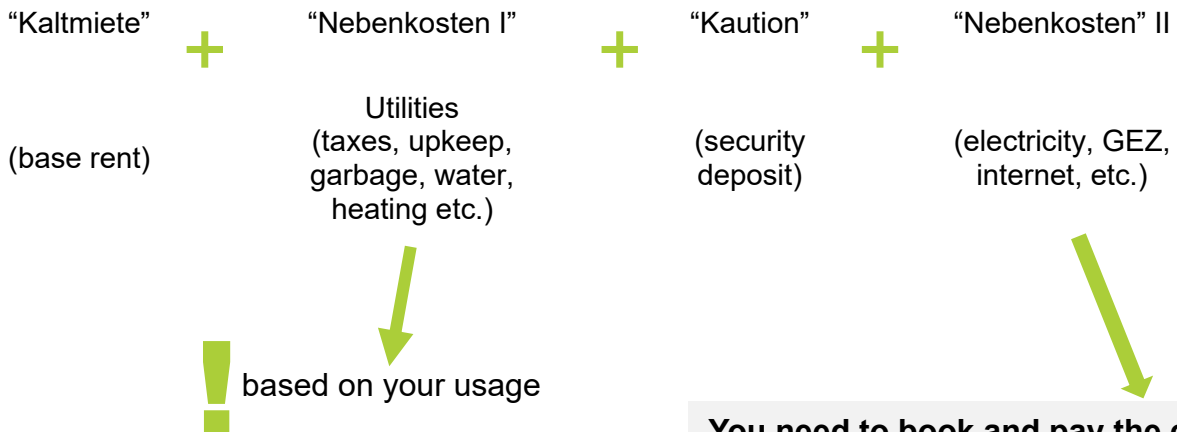 “Kaltmiete”
+
“Nebenkosten I”
+
“Kaution”
+
“Nebenkosten” II
(base rent)
Utilities
(taxes, upkeep,
garbage, water,
heating etc.)
(security
deposit)
(electricity, GEZ,
internet, etc.)
!
based on your usage
You need to book and pay the